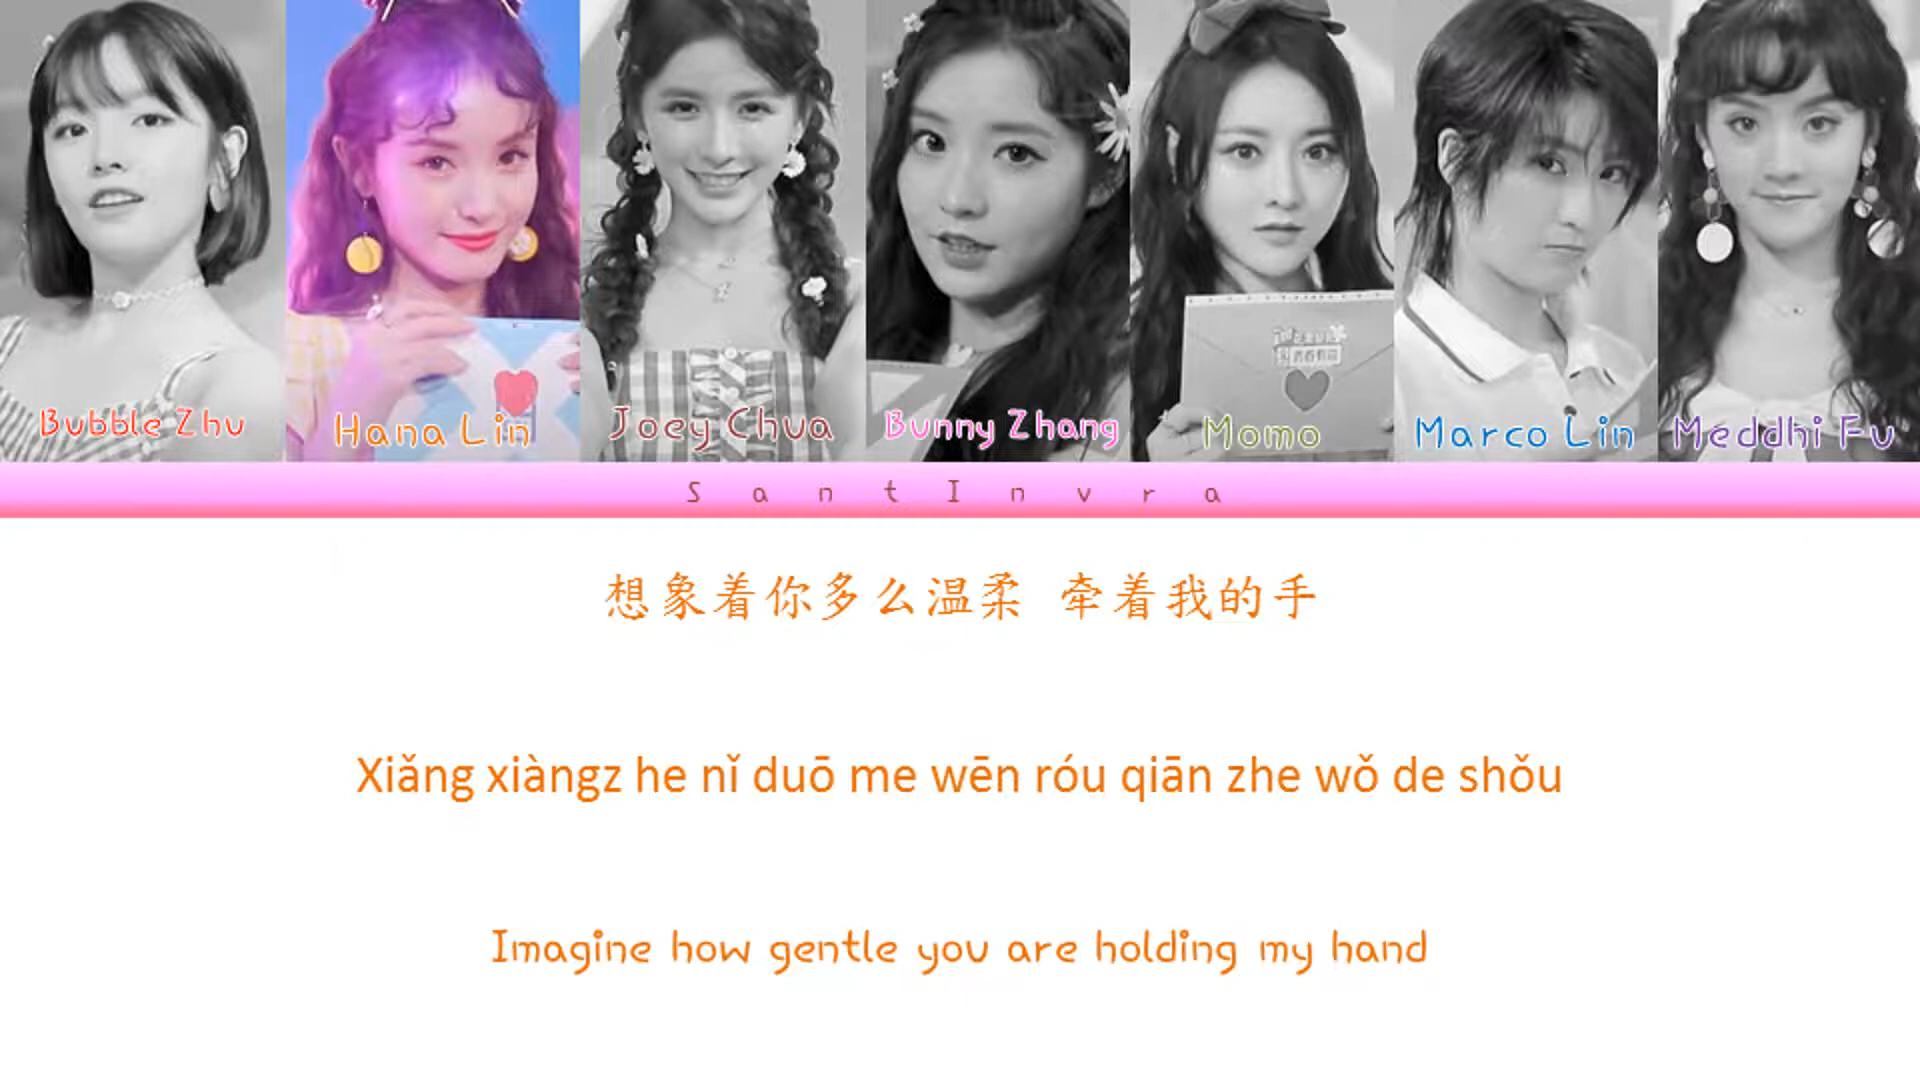 Bubble Zhu
Hana Lin
Joey Chua
Bunny Zhang
Momo
Marco Lin
Meddhi Fu
SantInvra
想象着你多么温柔 牵着我的手
Xiǎng xiàngz he nǐ duō me wēn róu qiān zhe wǒ de shǒu
Imagine how gentle you are holding my hand